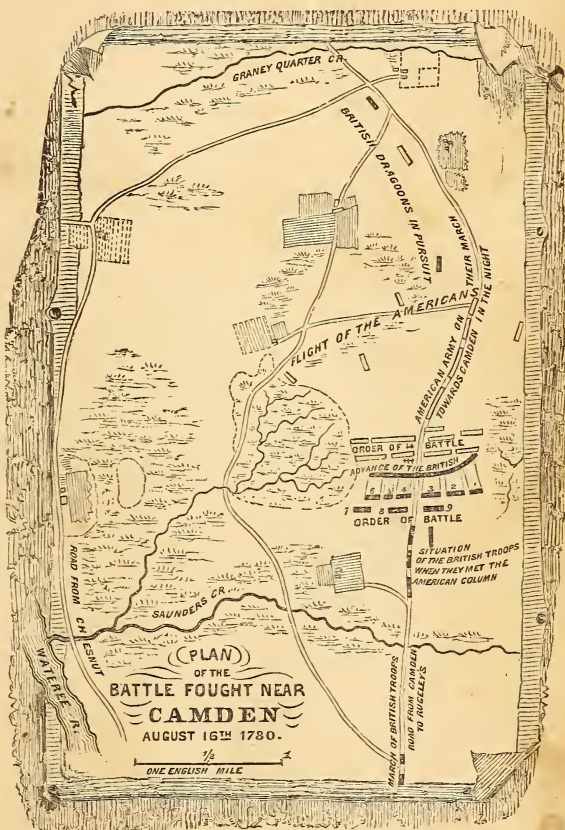 GRANEY QUARTER CR.
BRITISH DRAGOONS IN PURSUIT
FLIGHT OF THE AMERICANS
AMERICAN ARMY ON THEIR MARCH
TOWARDS CAMDEN IN THE NIGHT
ORDER OF BATTLE
ADVANCE OF THE BRITISH
6 5 4 3 2 1
7 8 9
ORDER OF BATTLE
SITUATION
OF THE BRITISH TROOPS
WHEN THEY MET THE
AMERICAN COLUMN
ROAD FROM CHESNUT
SAUNDERS CR.
WATEREE R.
MARCH OF BRITISH TROOPS
ROAD FROM CAMDEN
TO RUGELEY'S
(PLAN)
OF THE
BATTLE FOUGHT NEAR
CAMDEN
AUGUST 16TH 1780.
1/2 1
ONE ENGLISH MILE